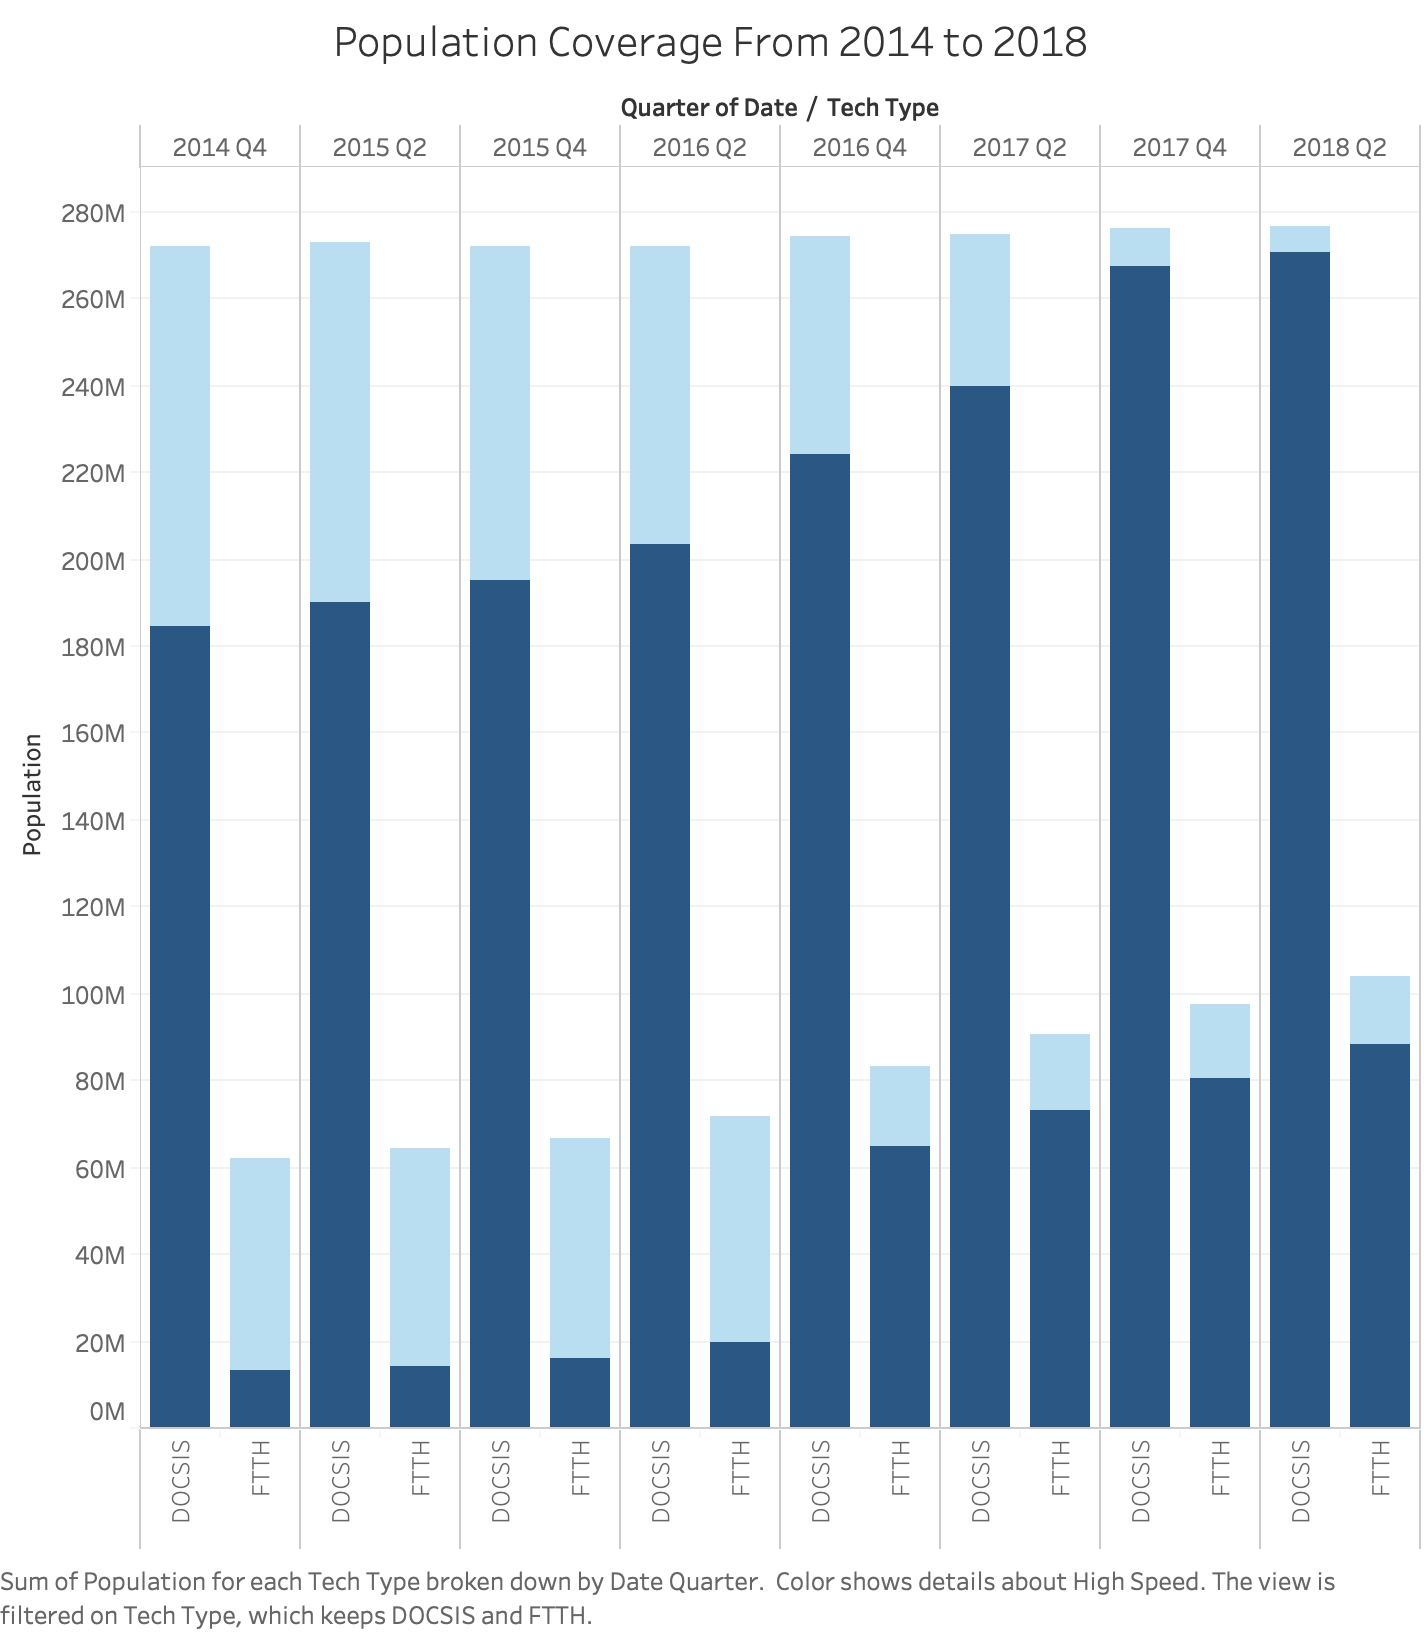 Population Coverage From 2014 to 2018
Quarter of Date / Tech Type
2014 Q4 2015 Q2 2015 Q4 2016 Q2 2016 Q4 2017 Q2 2017 Q4 2018 Q2
280M
260M
240M
220M
200M
180M
160M
140M
120M
100M
80M
60M
40M
20M
0M
Population
DOCSIS FTTH DOCSIS FTTH DOCSIS FTTH DOCSIS FTTH DOCSIS FTTH DOCSIS FTTH DOCSIS FTTH DOCSIS FTTH
Sum of Population for each Tech Type broken down by Date Quarter. Color shows details about High Speed. The view is
filtered on Tech Type, which keeps DOCSIS and FTTH.